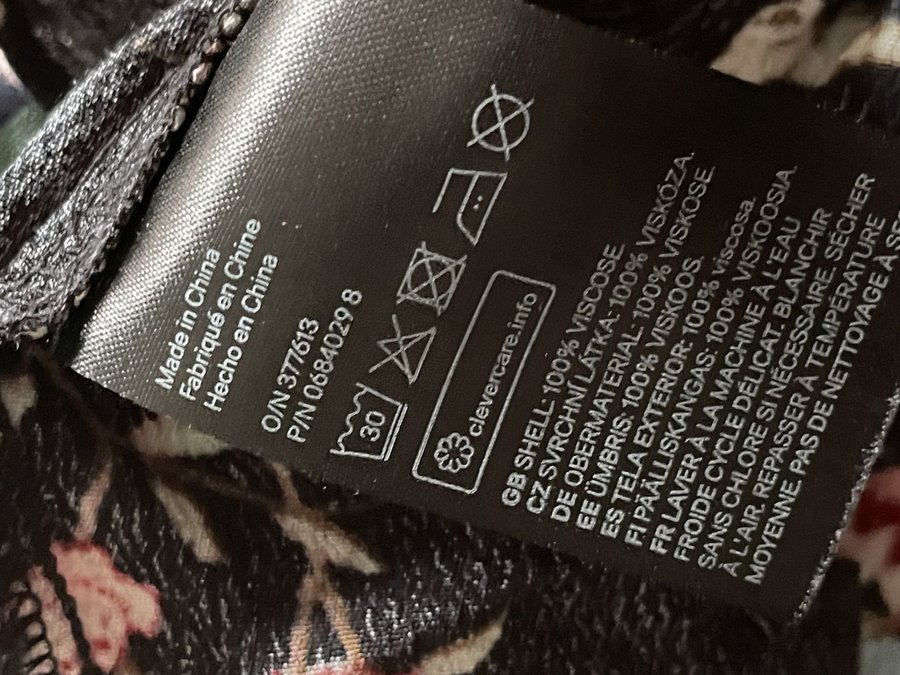 Made in China
Fabriqué en Chine
Hecho en China
O/N 377613
P/N 0684029 8
30
clevercare.info
GB SHELL: 100% VISCOSE
CZ SVRCHNÍ LÁTKA: 100% VISKÓZA.
DE OBERMATERIAL: 100% VISKOSE.
EE ÜMBRIS: 100% VISKOOS
ES TELA EXTERIOR: 100% viscosa.
FI PÄÄLLISKANGAS: 100% VISKOOSIA.
FR LAVER À LA MACHINE À L'EAU
FROIDE CYCLE DÉLICAT. BLANCHIR
SANS CHLORE SI NÉCESSAIRE. SÉCHER
À L'AIR. REPASSER À TEMPÉRATURE
MOYENNE PAS DE NETTOYAGE À